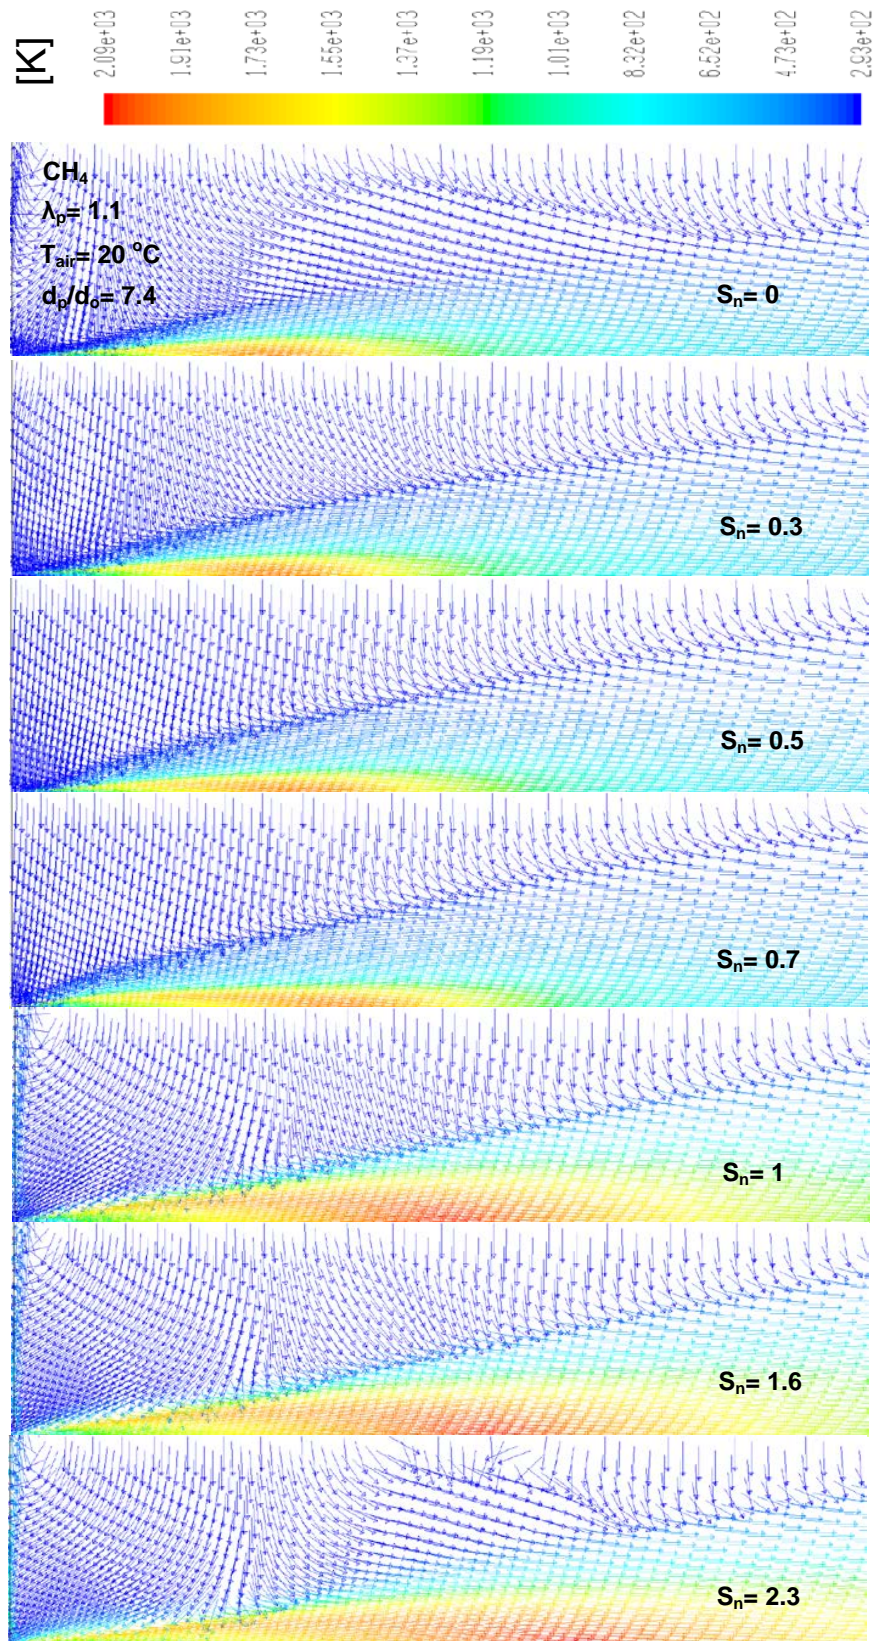 [K]
2.09e+03
1.91e+03
1.73e+03
1.55e+03
1.37e+03
1.19e+03
1.01e+03
8.32e+02
6.52e+02
4.73e+02
2.93e+02
CH₄
λₚ= 1.1
Tair= 20 °C
dₚ/dₒ= 7.4
Sₙ= 0
Sₙ= 0.3
Sₙ= 0.5
Sₙ= 0.7
Sₙ= 1
Sₙ= 1.6
Sₙ= 2.3